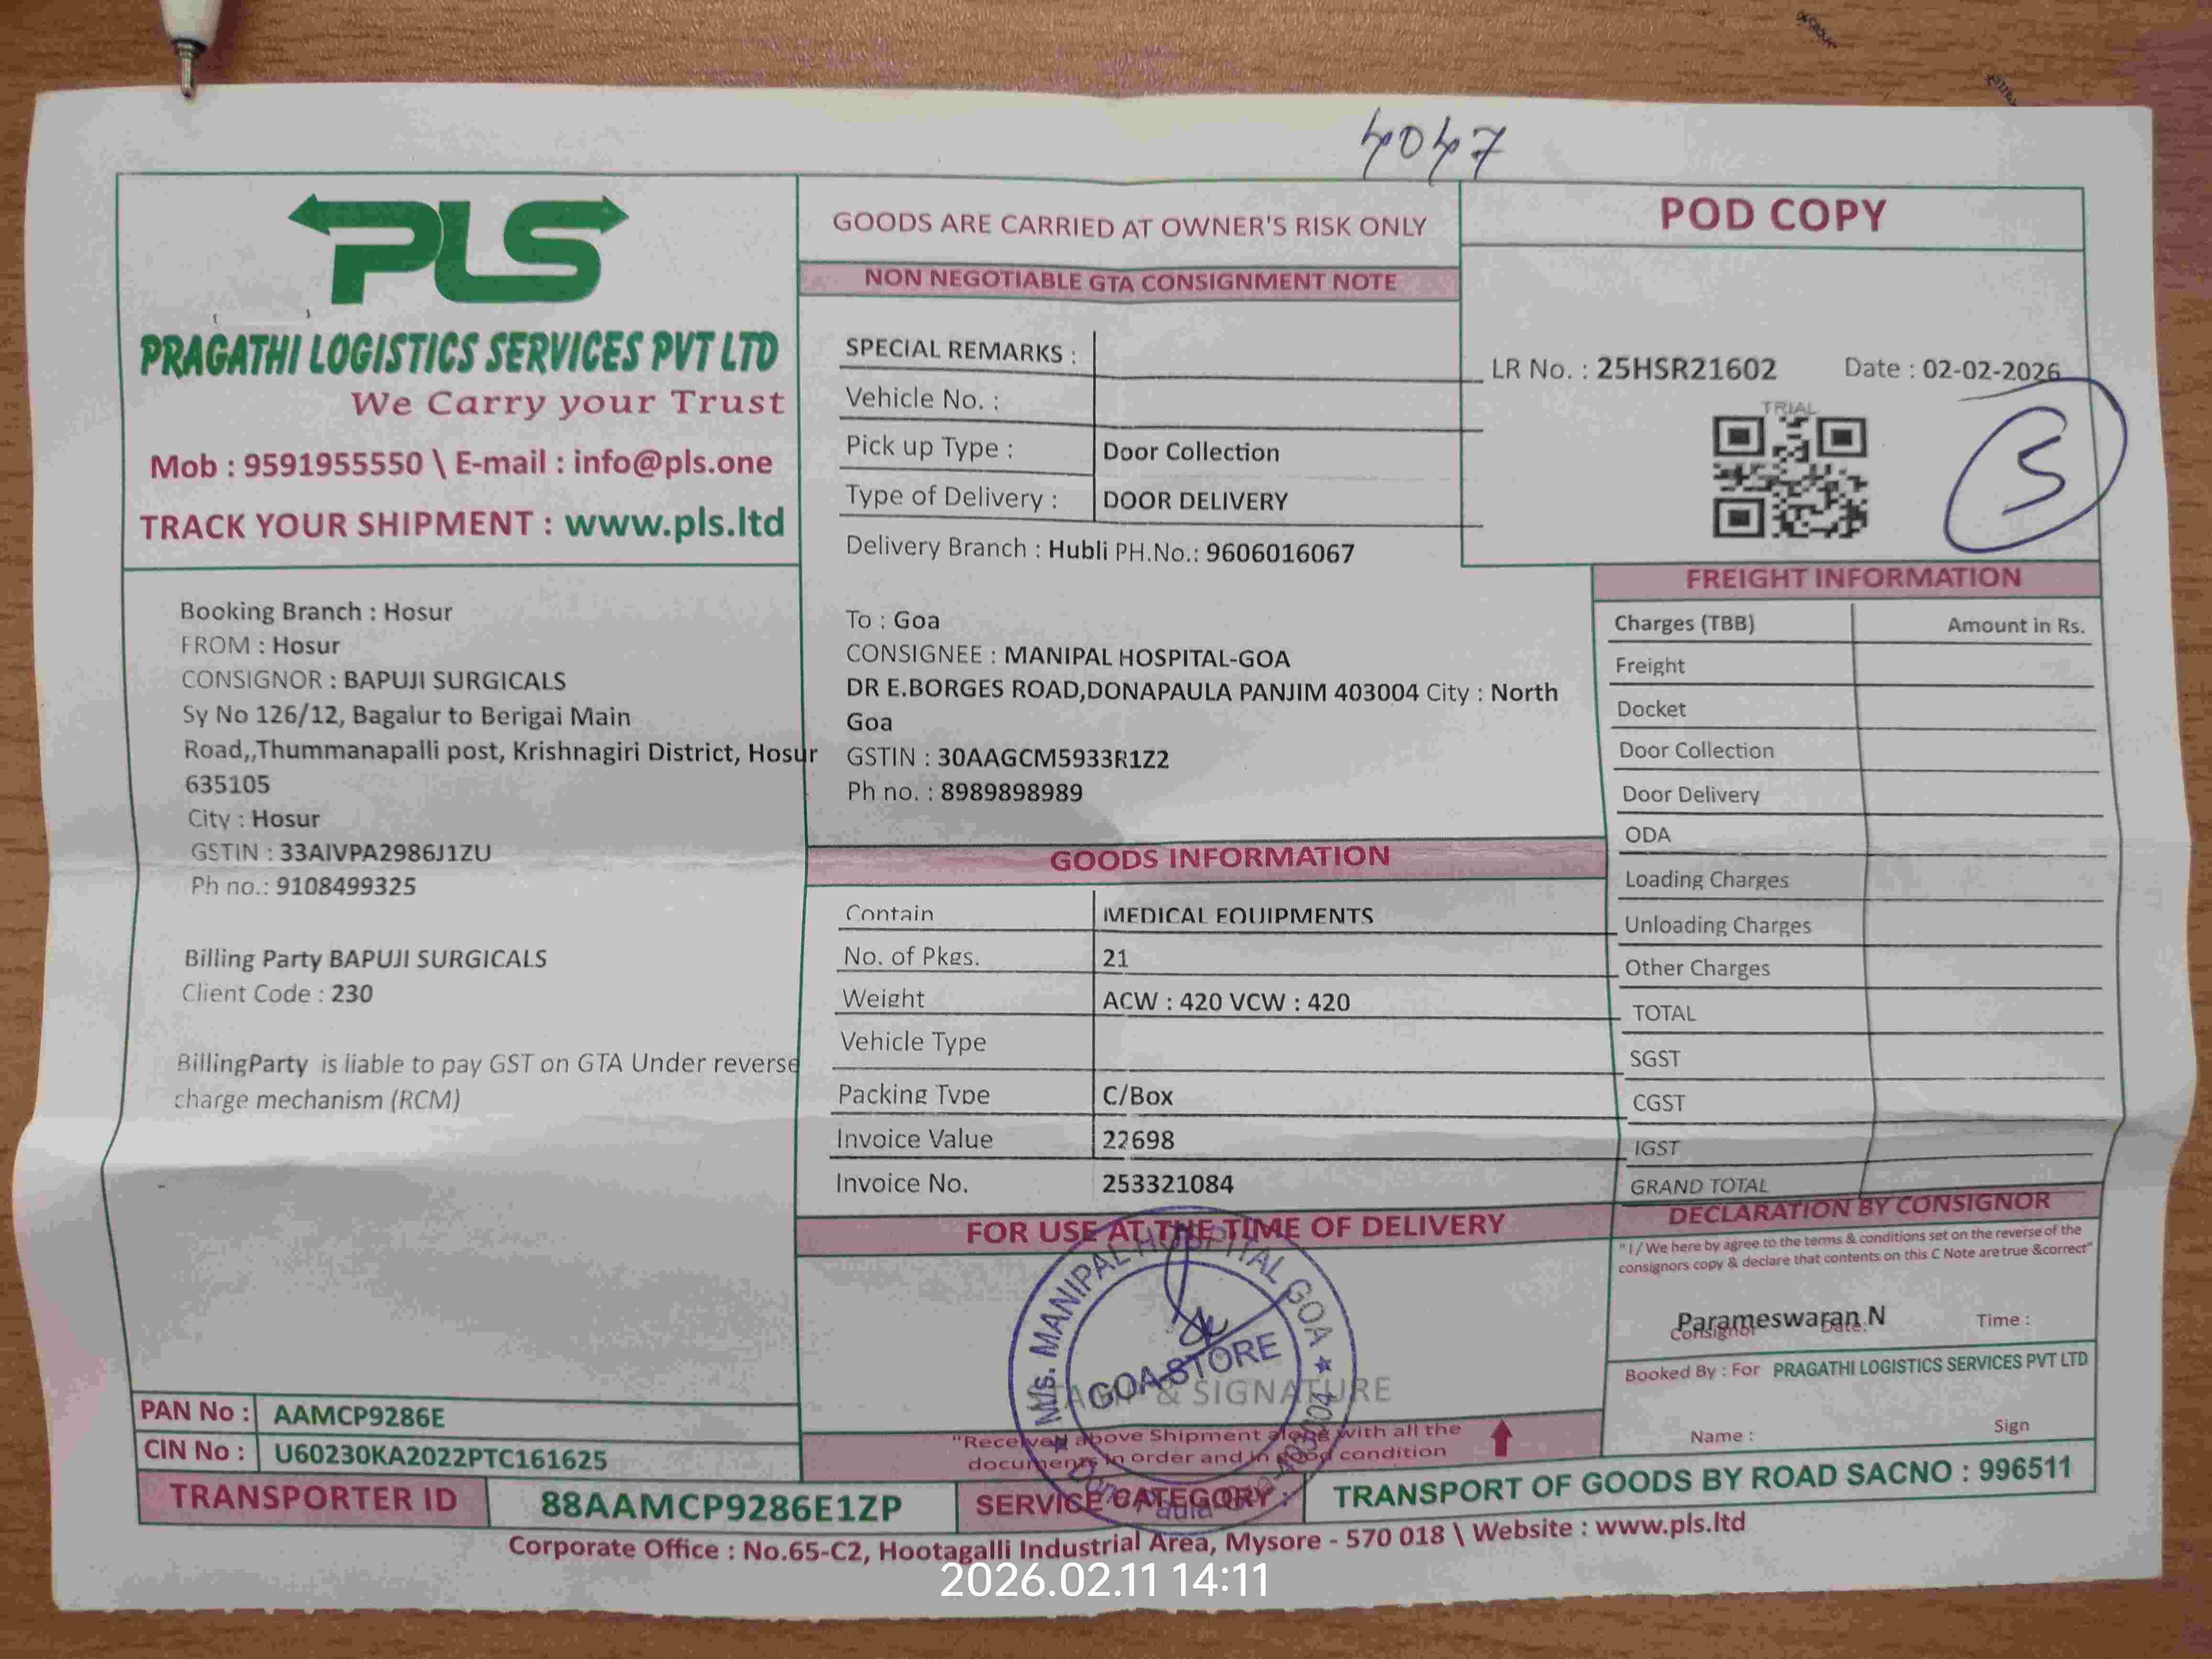 4047
PLS
PRAGATHI LOGISTICS SERVICES PVT LTD
We Carry your Trust
Mob : 9591955550 \ E-mail : info@pls.one
TRACK YOUR SHIPMENT : www.pls.ltd
GOODS ARE CARRIED AT OWNER'S RISK ONLY
NON NEGOTIABLE GTA CONSIGNMENT NOTE
SPECIAL REMARKS :
Vehicle No. :
Pick up Type : Door Collection
Type of Delivery : DOOR DELIVERY
Delivery Branch : Hubli PH.No.: 9606016067
POD COPY
LR No. : 25HSR21602 Date : 02-02-2026
TRIAL
Booking Branch : Hosur
FROM : Hosur
CONSIGNOR : BAPUJI SURGICALS
Sy No 126/12, Bagalur to Berigai Main
Road,,Thummanapalli post, Krishnagiri District, Hosur
635105
City : Hosur
GSTIN : 33AIVPA2986J1ZU
Ph no.: 9108499325
Billing Party BAPUJI SURGICALS
Client Code : 230
BillingParty is liable to pay GST on GTA Under reverse
charge mechanism (RCM)
To : Goa
CONSIGNEE : MANIPAL HOSPITAL-GOA
DR E.BORGES ROAD,DONAPAULA PANJIM 403004 City : North
Goa
GSTIN : 30AAGCM5933R1Z2
Ph no. : 8989898989
GOODS INFORMATION
Contain MEDICAL EQUIPMENTS
No. of Pkgs. 21
Weight ACW : 420 VCW : 420
Vehicle Type
Packing Type C/Box
Invoice Value 22698
Invoice No. 253321084
FREIGHT INFORMATION
Charges (TBB) Amount in Rs.
Freight
Docket
Door Collection
Door Delivery
ODA
Loading Charges
Unloading Charges
Other Charges
TOTAL
SGST
CGST
IGST
GRAND TOTAL
FOR USE AT THE TIME OF DELIVERY
M/s. MANIPAL HOSPITAL GOA
GOA STORE
& SIGNATURE
"Received above Shipment along with all the
documents in order and in good condition
DECLARATION BY CONSIGNOR
"I / We here by agree to the terms & conditions set on the reverse of the
consignors copy & declare that contents on this C Note are true &correct"
Parameswaran N
Consignor Date: Time :
Booked By : For PRAGATHI LOGISTICS SERVICES PVT LTD
Name : Sign
PAN No : AAMCP9286E
CIN No : U60230KA2022PTC161625
TRANSPORTER ID 88AAMCP9286E1ZP
SERVICE CATEGORY : TRANSPORT OF GOODS BY ROAD SACNO : 996511
Corporate Office : No.65-C2, Hootagalli Industrial Area, Mysore - 570 018 \ Website : www.pls.ltd
2026.02.11 14:11